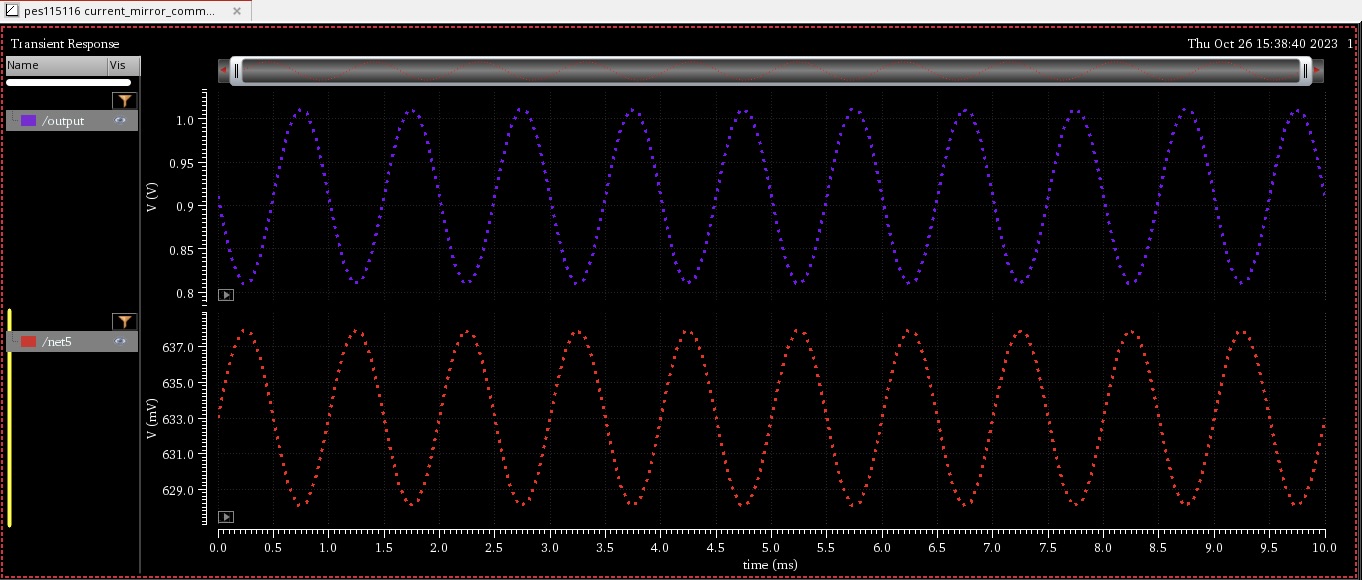 pes115116 current_mirror_comm...
Transient Response
Thu Oct 26 15:38:40 2023 1
Name Vis
/output
1.0
0.95
0.9
0.85
0.8
V (V)
/net5
637.0
635.0
633.0
631.0
629.0
V (mV)
0.0 0.5 1.0 1.5 2.0 2.5 3.0 3.5 4.0 4.5 5.0 5.5 6.0 6.5 7.0 7.5 8.0 8.5 9.0 9.5 10.0
time (ms)